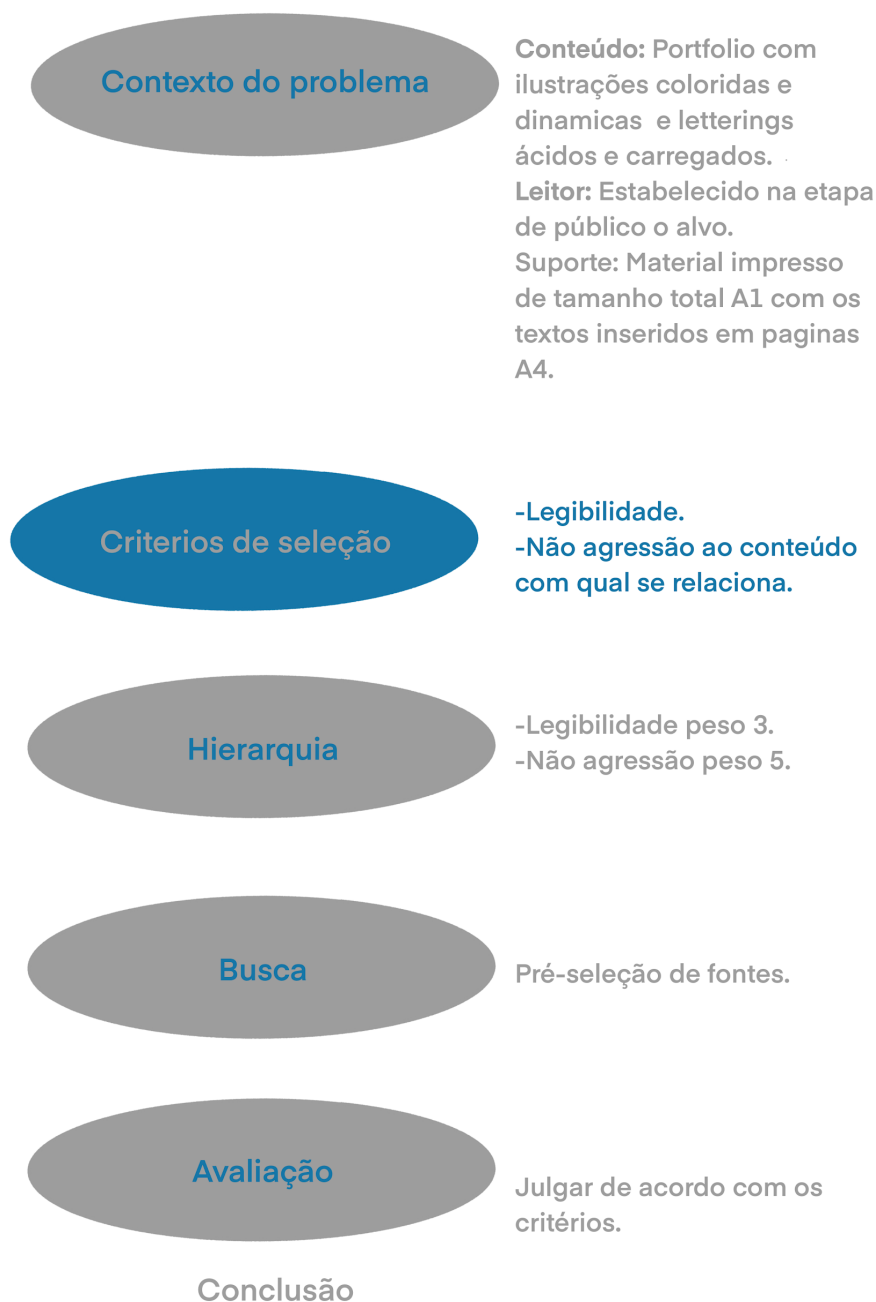 Contexto do problema
Conteúdo: Portfolio com
ilustrações coloridas e
dinamicas e letterings
ácidos e carregados.
Leitor: Estabelecido na etapa
de público o alvo.
Suporte: Material impresso
de tamanho total A1 com os
textos inseridos em paginas
A4.
Criterios de seleção
-Legibilidade.
-Não agressão ao conteúdo
com qual se relaciona.
Hierarquia
-Legibilidade peso 3.
-Não agressão peso 5.
Busca
Pré-seleção de fontes.
Avaliação
Julgar de acordo com os
critérios.
Conclusão